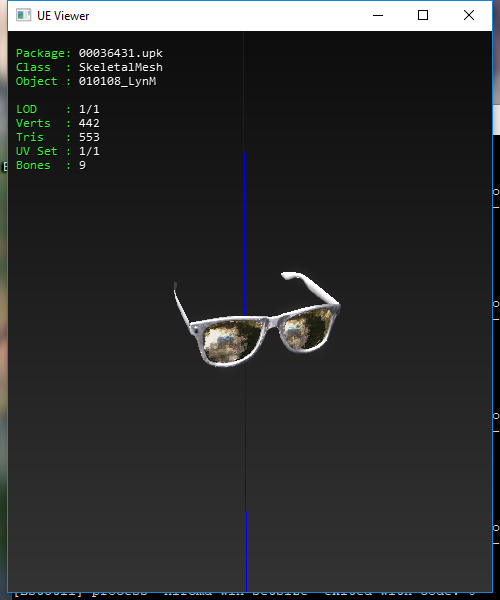 UE Viewer
Package: 00036431.upk
Class : SkeletalMesh
Object : 010108_LynM
LOD : 1/1
Verts : 442
Tris : 553
UV Set : 1/1
Bones : 9